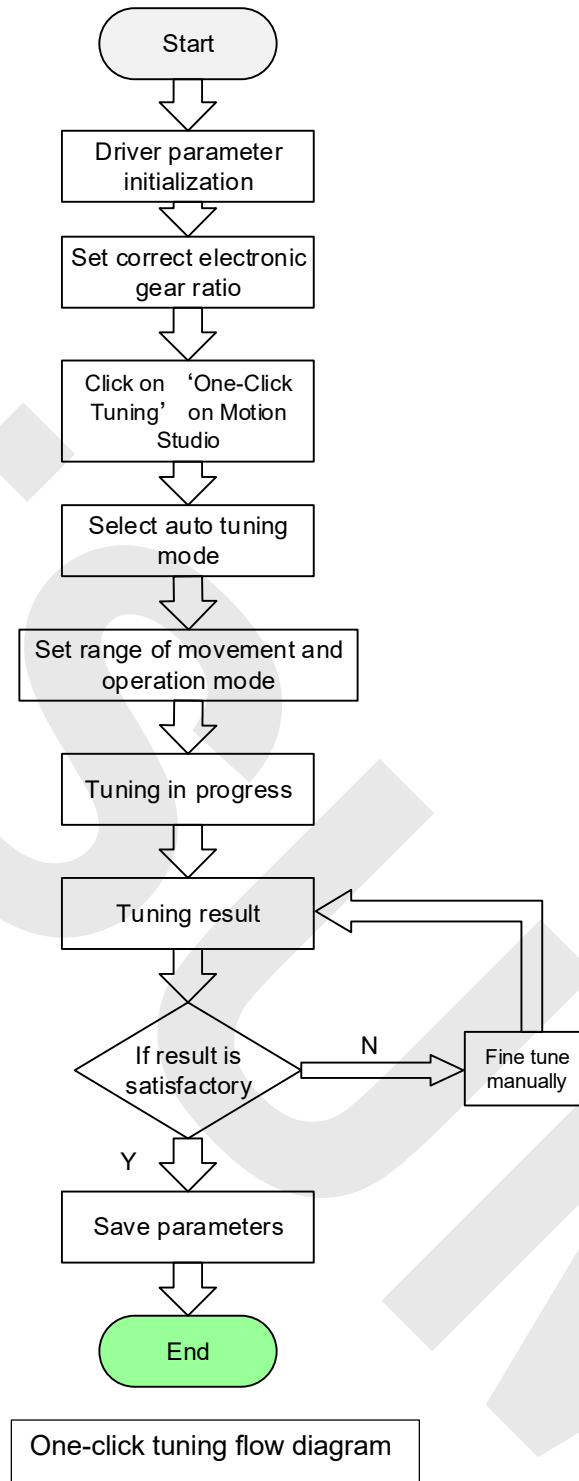 Start
Driver parameter
initialization
Set correct electronic
gear ratio
Click on ‘One-Click
Tuning’ on Motion
Studio
Select auto tuning
mode
Set range of movement and
operation mode
Tuning in progress
Tuning result
If result is
satisfactory
N
Fine tune
manually
Y
Save parameters
End
One-click tuning flow diagram